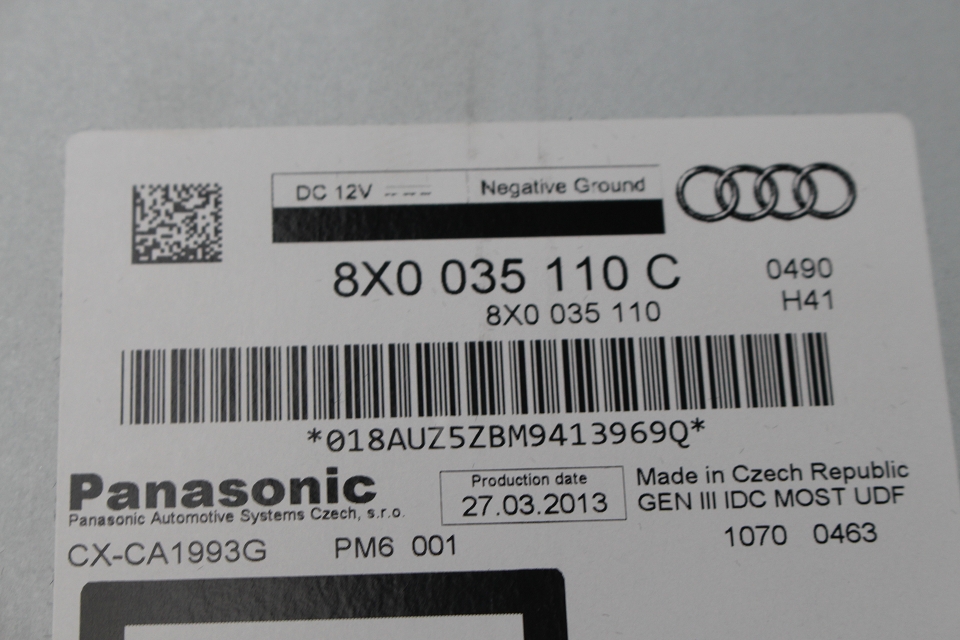 DC 12V Negative Ground
8X0 035 110 C 0490
8X0 035 110 H41
*018AUZ5ZBM9413969Q*
Panasonic
Panasonic Automotive Systems Czech, s.r.o.
Production date
27.03.2013
Made in Czech Republic
GEN III IDC MOST UDF
CX-CA1993G PM6 001 1070 0463